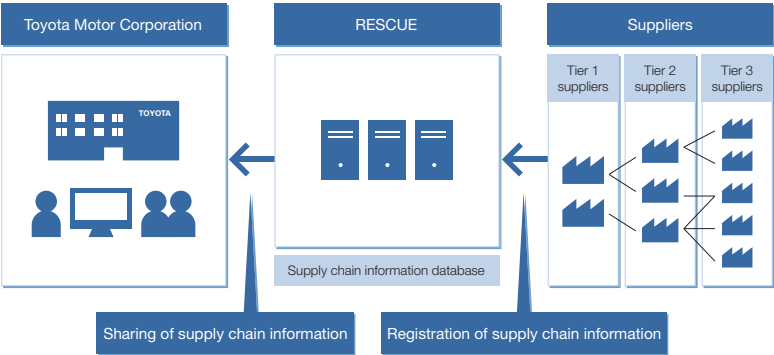 Toyota Motor Corporation
RESCUE
Suppliers
Tier 1
suppliers
Tier 2
suppliers
Tier 3
suppliers
TOYOTA
Supply chain information database
Sharing of supply chain information
Registration of supply chain information